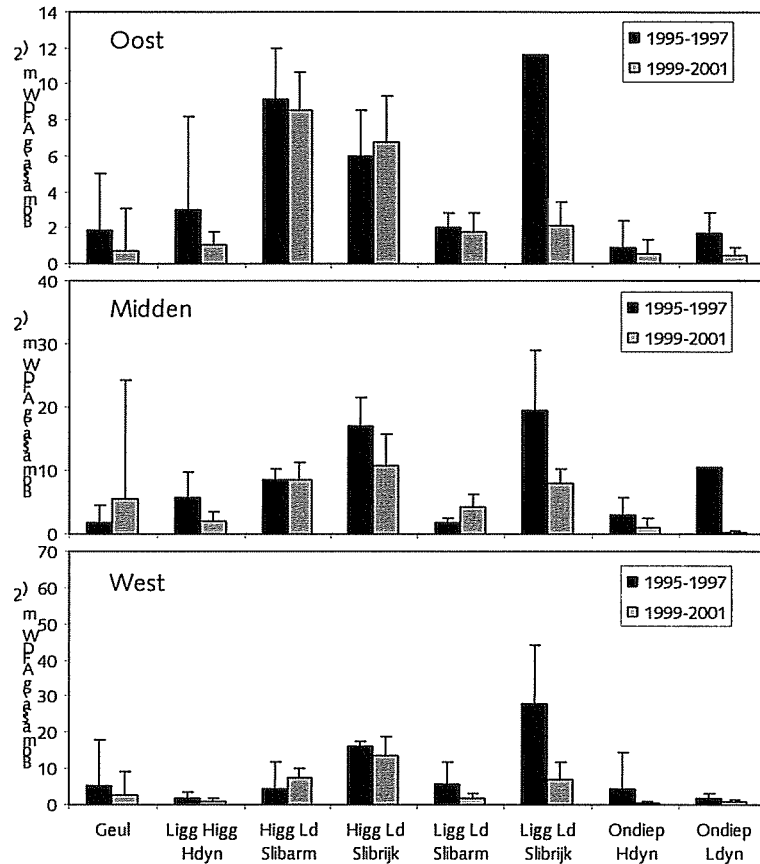 Oost
14
12
10
8
6
4
2
0
1995-1997
1999-2001
Midden
40
30
20
10
0
1995-1997
1999-2001
West
70
60
50
40
30
20
10
0
1995-1997
1999-2001
Geul
Ligg Higg
Hdyn
Higg Ld
Slibarm
Higg Ld
Slibrijk
Ligg Ld
Slibarm
Ligg Ld
Slibrijk
Ondiep
Hdyn
Ondiep
Ldyn